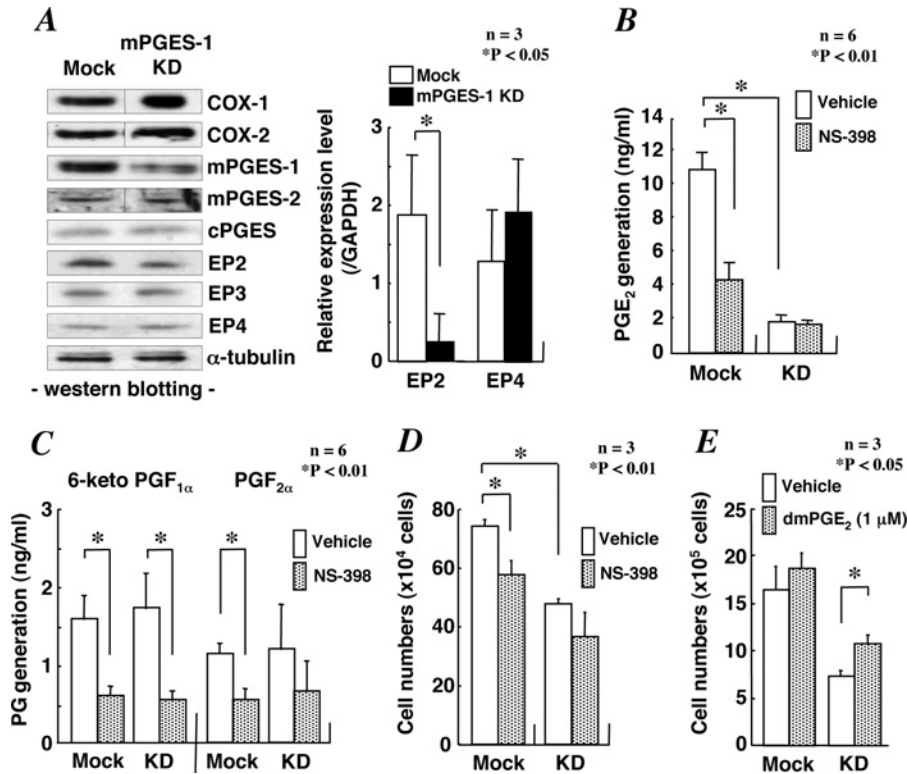 A
mPGES-1
Mock KD
COX-1
COX-2
mPGES-1
mPGES-2
cPGES
EP2
EP3
EP4
α-tubulin
- western blotting -
n = 3
*P < 0.05
Mock
mPGES-1 KD
Relative expression level
(/GAPDH)
3
2
1
0
*
EP2 EP4
B
n = 6
*P < 0.01
Vehicle
NS-398
PGE₂ generation (ng/ml)
14
12
10
8
6
4
2
0
*
*
Mock KD
C
n = 6
*P < 0.01
6-keto PGF₁α PGF₂α
Vehicle
NS-398
PG generation (ng/ml)
3
2
1
0
* * *
Mock KD Mock KD
D
n = 3
*P < 0.01
Vehicle
NS-398
Cell numbers (x10⁴ cells)
80
60
40
20
0
*
*
Mock KD
E
n = 3
*P < 0.05
Vehicle
dmPGE₂ (1 μM)
Cell numbers (x10⁵ cells)
25
20
15
10
5
0
*
Mock KD